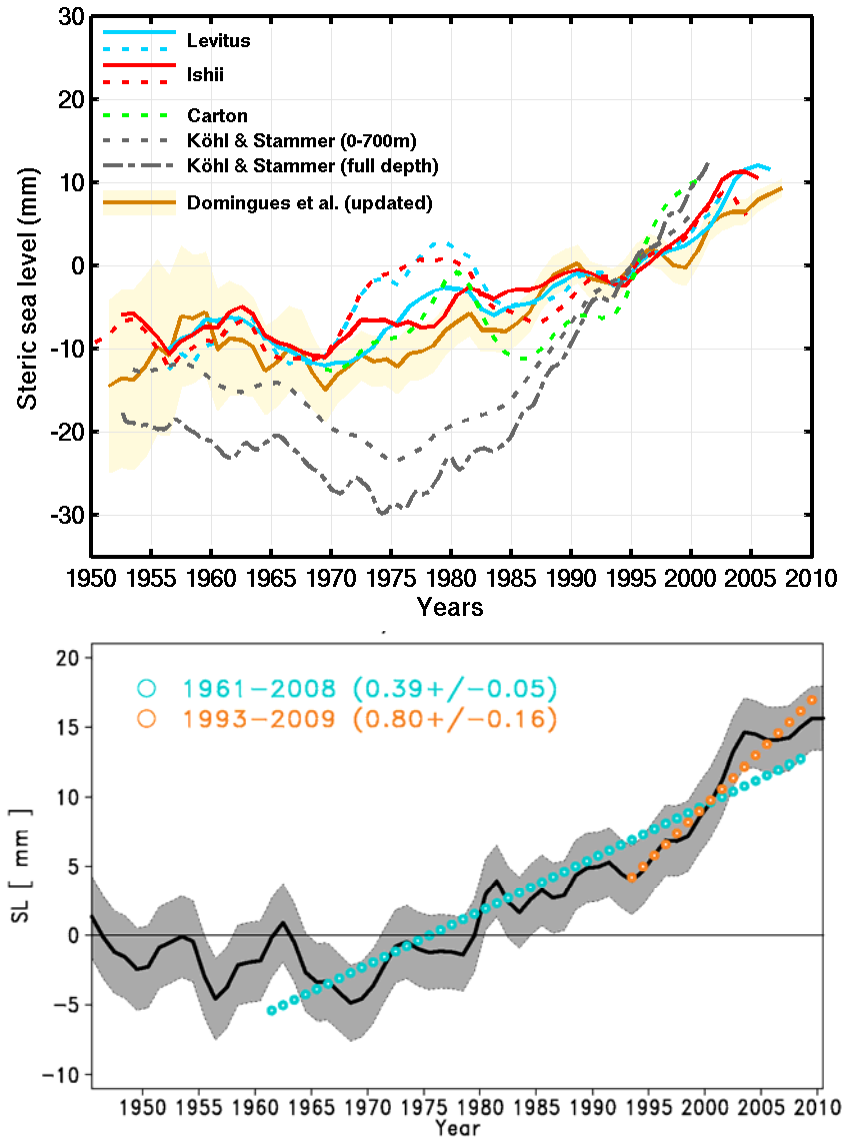 30
20
10
0
-10
-20
-30
Steric sea level (mm)
Levitus
Ishii
Carton
Köhl & Stammer (0-700m)
Köhl & Stammer (full depth)
Domingues et al. (updated)
1950 1955 1960 1965 1970 1975 1980 1985 1990 1995 2000 2005 2010
Years
20
15
10
5
0
-5
-10
SL [ mm ]
1961-2008 (0.39+/-0.05)
1993-2009 (0.80+/-0.16)
1950 1955 1960 1965 1970 1975 1980 1985 1990 1995 2000 2005 2010
Year